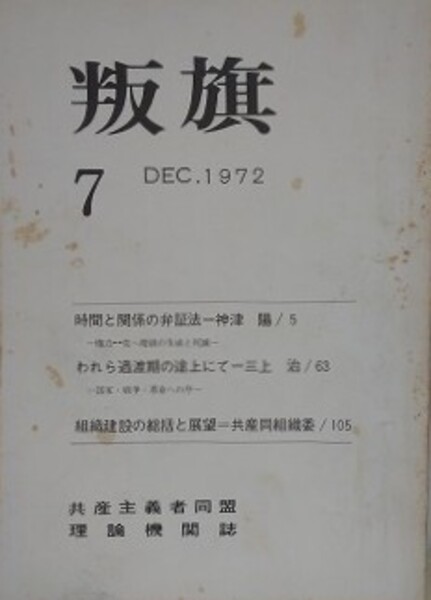 叛旗
7 DEC.1972
時間と関係の弁証法＝神津　陽／5
われら過渡期の途上にて＝三上　治／63
組織建設の総括と展望＝共産同組織委／105
共産主義者同盟
理論機関誌